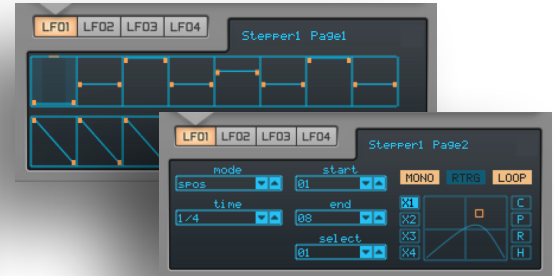 LFO1 LFO2 LFO3 LFO4
Stepper1 Page1
LFO1 LFO2 LFO3 LFO4
Stepper1 Page2
mode start
spos 01
MONO RTRG LOOP
time end
1/4 08
select
01
X1 C
X2 P
X3 R
X4 H